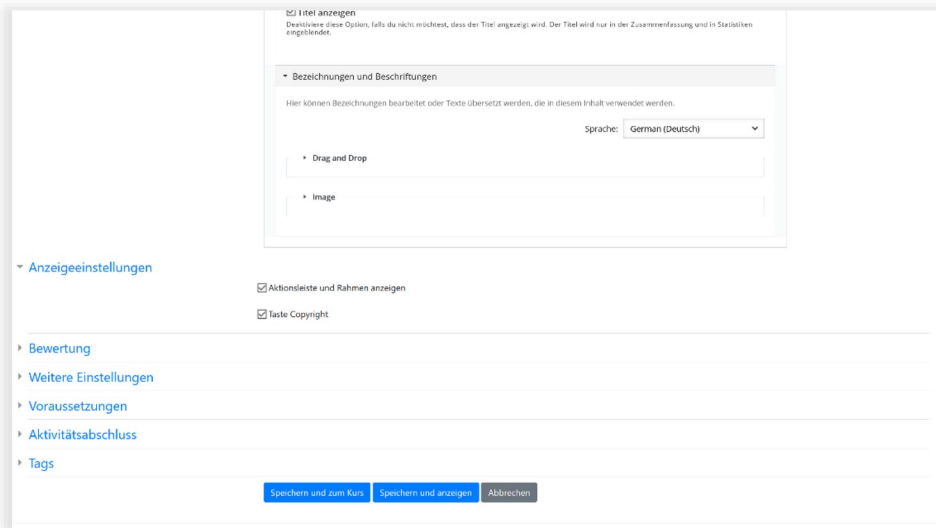 Titel anzeigen
Deaktiviere diese Option, falls du nicht möchtest, dass der Titel angezeigt wird. Der Titel wird nur in der Zusammenfassung und in Statistiken
eingeblendet.
Bezeichnungen und Beschriftungen
Hier können Bezeichnungen bearbeitet oder Texte übersetzt werden, die in diesem Inhalt verwendet werden.
Sprache: German (Deutsch)
Drag and Drop
Image
Anzeigeeinstellungen
Aktionsleiste und Rahmen anzeigen
Taste Copyright
Bewertung
Weitere Einstellungen
Voraussetzungen
Aktivitätsabschluss
Tags
Speichern und zum Kurs Speichern und anzeigen Abbrechen